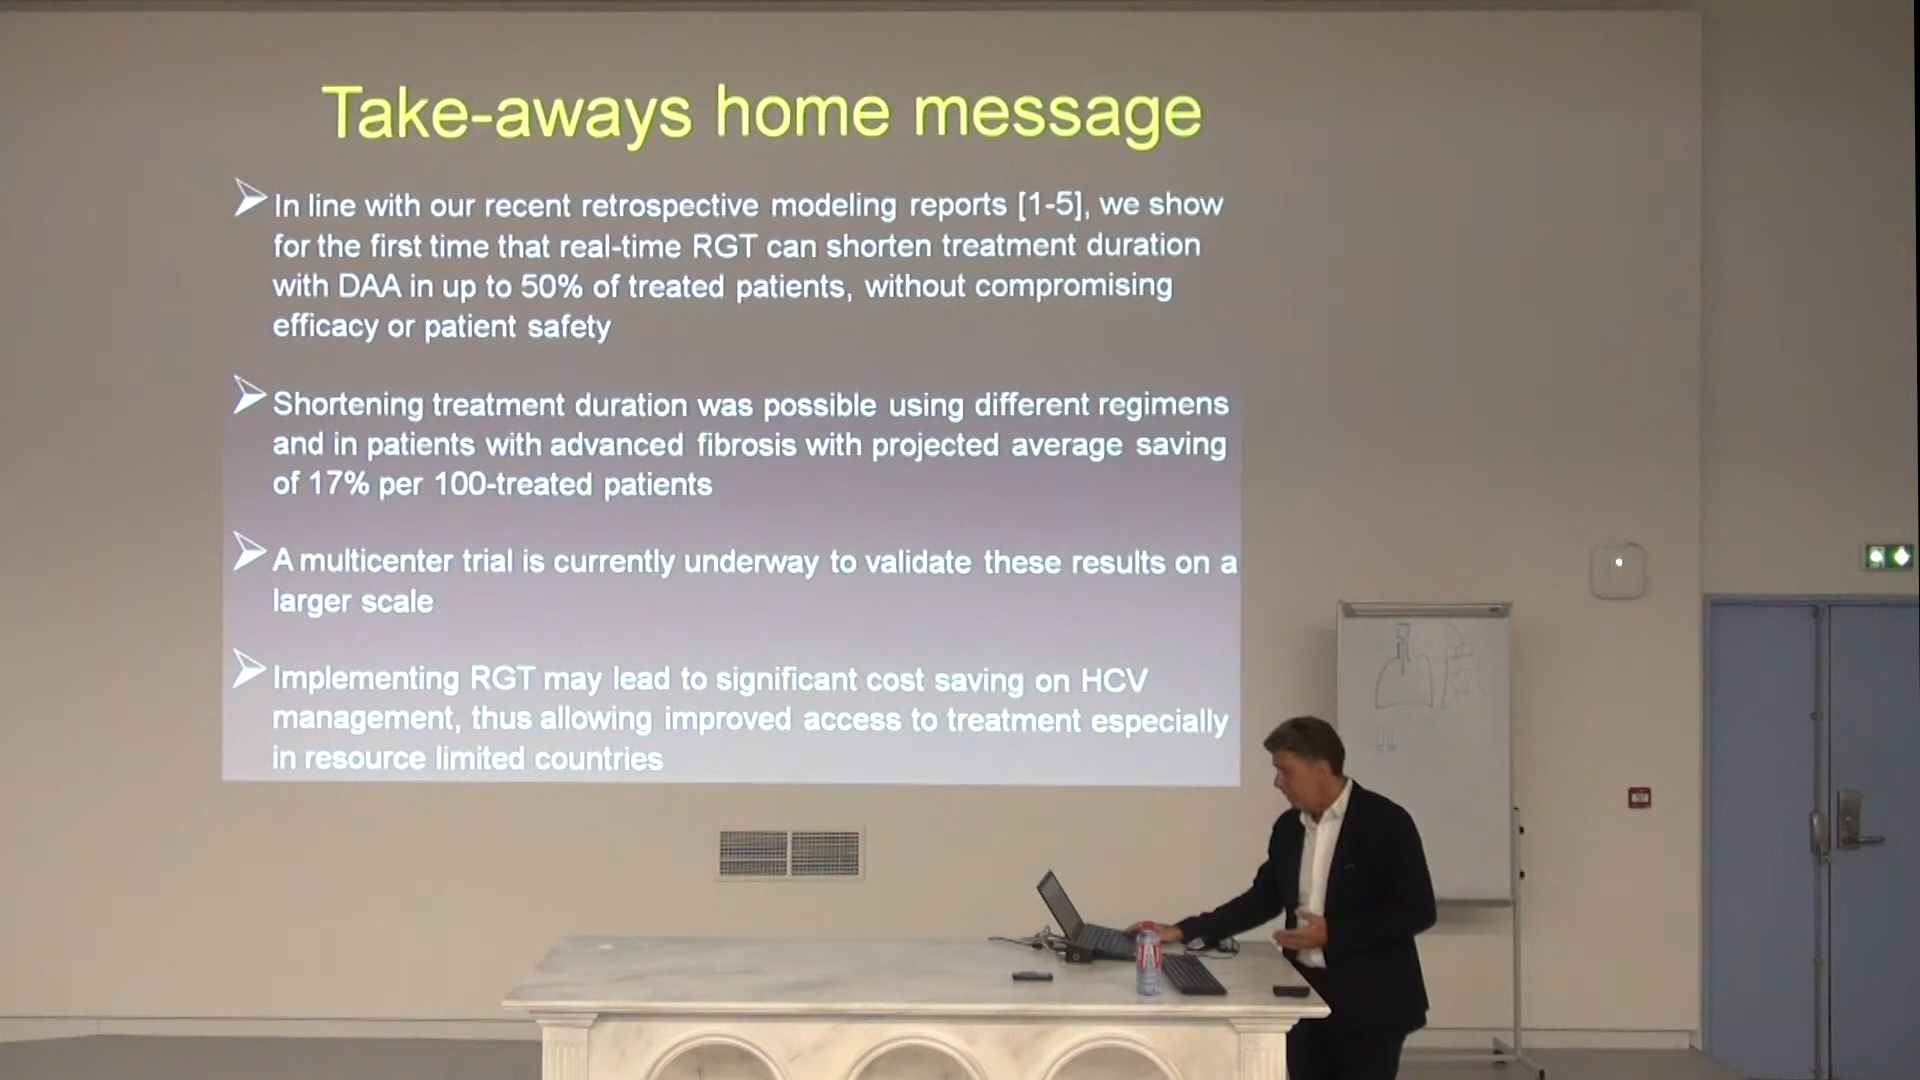 Take-aways home message
In line with our recent retrospective modeling reports [1-5], we show
for the first time that real-time RGT can shorten treatment duration
with DAA in up to 50% of treated patients, without compromising
efficacy or patient safety
Shortening treatment duration was possible using different regimens
and in patients with advanced fibrosis with projected average saving
of 17% per 100-treated patients
A multicenter trial is currently underway to validate these results on a
larger scale
Implementing RGT may lead to significant cost saving on HCV
management, thus allowing improved access to treatment especially
in resource limited countries